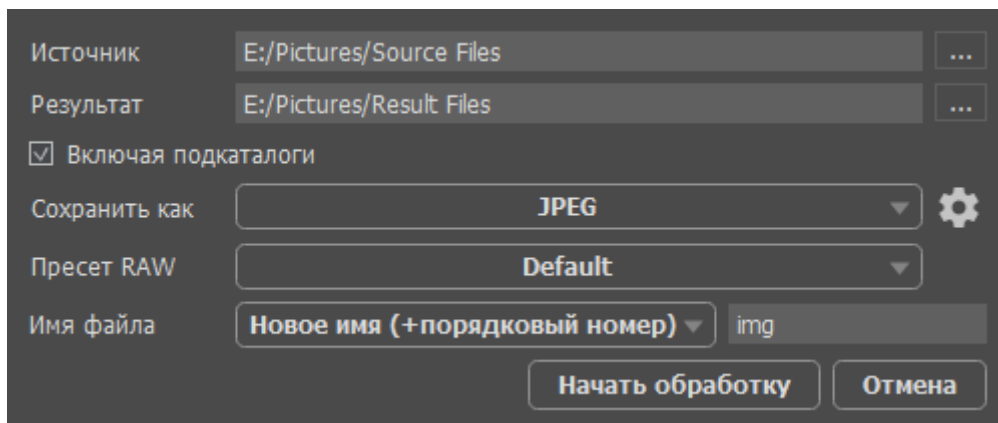 Источник E:/Pictures/Source Files ...
Результат E:/Pictures/Result Files ...
Включая подкаталоги
Сохранить как JPEG
Пресет RAW Default
Имя файла Новое имя (+порядковый номер) img
Начать обработку Отмена